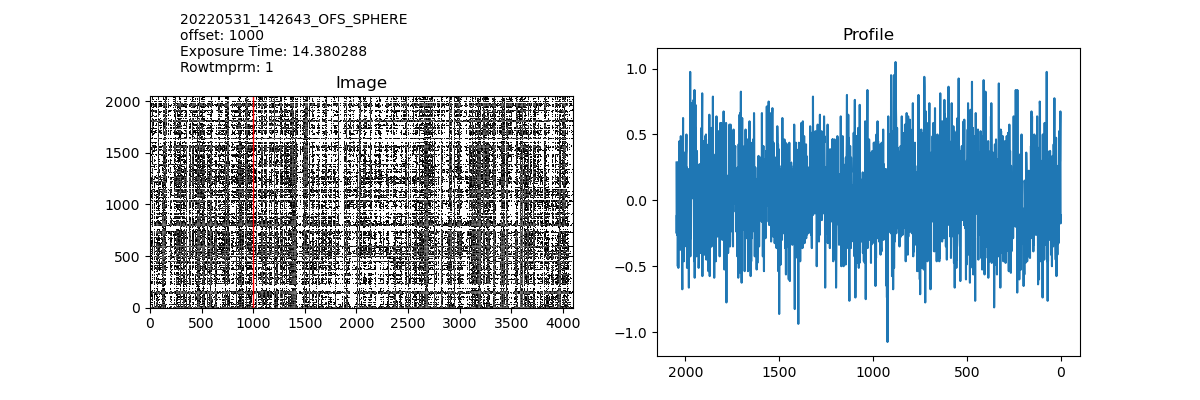 20220531_142643_OFS_SPHERE
offset: 1000
Exposure Time: 14.380288
Rowtmprm: 1
Image
2000
1500
1000
500
0
0 500 1000 1500 2000 2500 3000 3500 4000
Profile
1.0
0.5
0.0
−0.5
−1.0
2000 1500 1000 500 0